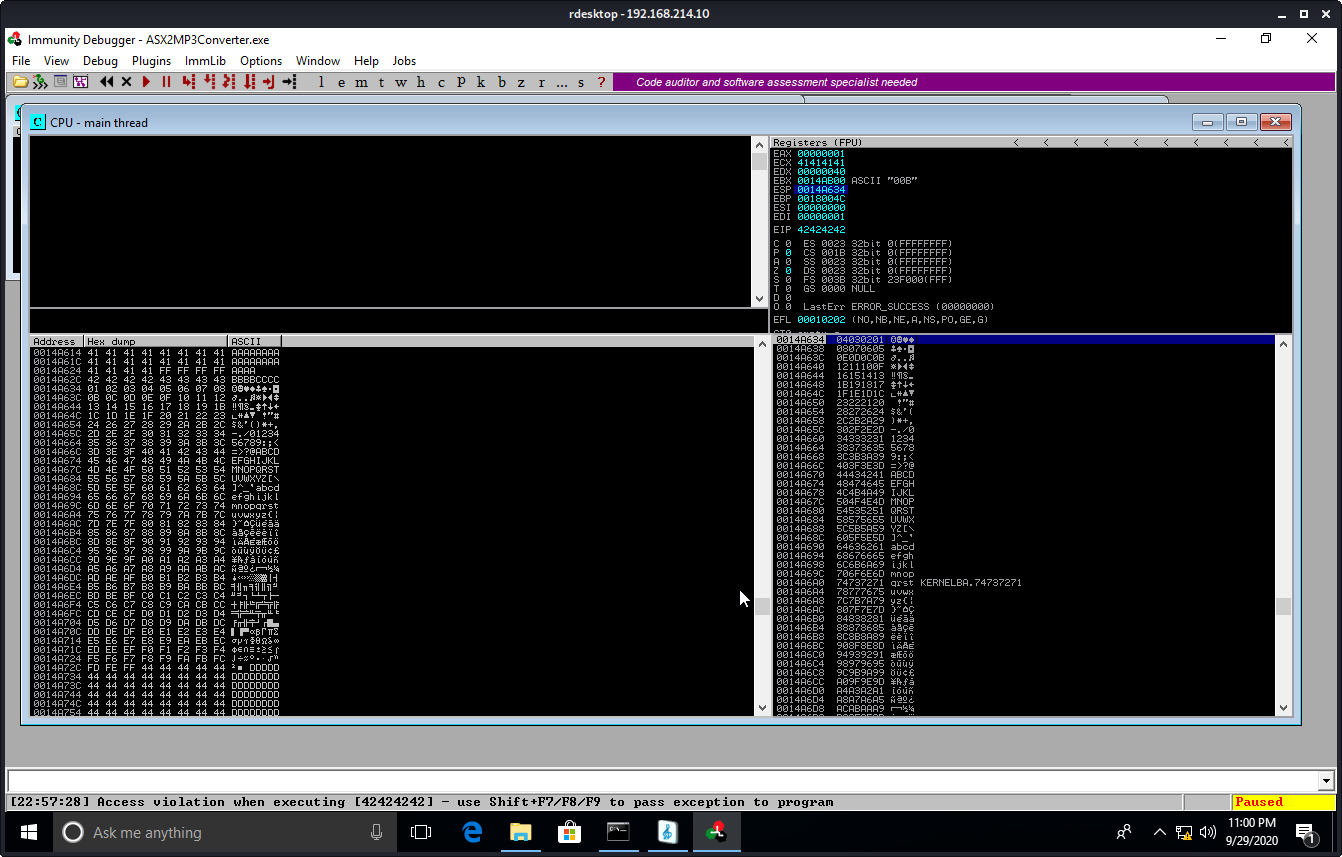 rdesktop - 192.168.214.10
Immunity Debugger - ASX2MP3Converter.exe
File View Debug Plugins ImmLib Options Window Help Jobs
l e m t w h c P k b z r ... s ?
Code auditor and software assessment specialist needed
C CPU - main thread
Registers (FPU) < < < < < < < < < <
EAX 00000001
ECX 41414141
EDX 00000040
EBX 0014AB00 ASCII "00B"
ESP 0014A634
EBP 0018004C
ESI 00000000
EDI 00000001
EIP 42424242
C 0 ES 0023 32bit 0(FFFFFFFF)
P 0 CS 001B 32bit 0(FFFFFFFF)
A 0 SS 0023 32bit 0(FFFFFFFF)
Z 0 DS 0023 32bit 0(FFFFFFFF)
S 0 FS 003B 32bit 23F000(FFF)
T 0 GS 0000 NULL
D 0
O 0 LastErr ERROR_SUCCESS (00000000)
EFL 00010202 (NO,NB,NE,A,NS,PO,GE,G)
Address Hex dump ASCII
0014A614 41 41 41 41 41 41 41 41 AAAAAAAA
0014A61C 41 41 41 41 41 41 41 41 AAAAAAAA
0014A624 41 41 41 41 FF FF FF FF AAAA
0014A62C 42 42 42 42 43 43 43 43 BBBBCCCC
0014A634 01 02 03 04 05 06 07 08
0014A63C 0B 0C 0D 0E 0F 10 11 12
0014A644 13 14 15 16 17 18 19 1B
0014A64C 1C 1D 1E 1F 20 21 22 23
0014A654 24 26 27 28 29 2A 2B 2C $&'()*+,
0014A65C 2D 2E 2F 30 31 32 33 34 -./01234
0014A664 35 36 37 38 39 3A 3B 3C 56789:;<
0014A66C 3D 3E 3F 40 41 42 43 44 =>?@ABCD
0014A674 45 46 47 48 49 4A 4B 4C EFGHIJKL
0014A67C 4D 4E 4F 50 51 52 53 54 MNOPQRST
0014A684 55 56 57 58 59 5A 5B 5C UVWXYZ[\
0014A68C 5D 5E 5F 60 61 62 63 64 ]^_`abcd
0014A694 65 66 67 68 69 6A 6B 6C efghijkl
0014A69C 6D 6E 6F 70 71 72 73 74 mnopqrst
0014A6A4 75 76 77 78 79 7A 7B 7C uvwxyz{|
0014A6AC 7D 7E 7F 80 81 82 83 84
0014A6B4 85 86 87 88 89 8A 8B 8C
0014A6BC 8D 8E 8F 90 91 92 93 94
0014A6C4 95 96 97 98 99 9A 9B 9C
0014A6CC 9D 9E 9F A0 A1 A2 A3 A4
0014A6D4 A5 A6 A7 A8 A9 AA AB AC
0014A6DC AD AE AF B0 B1 B2 B3 B4
0014A6E4 B5 B6 B7 B8 B9 BA BB BC
0014A6EC BD BE BF C0 C1 C2 C3 C4
0014A6F4 C5 C6 C7 C8 C9 CA CB CC
0014A6FC CD CE CF D0 D1 D2 D3 D4
0014A704 D5 D6 D7 D8 D9 DA DB DC
0014A70C DD DE DF E0 E1 E2 E3 E4
0014A714 E5 E6 E7 E8 E9 EA EB EC
0014A71C ED EE EF F0 F1 F2 F3 F4
0014A724 F5 F6 F7 F8 F9 FA FB FC
0014A72C FD FE FF 44 44 44 44 44 DDDDD
0014A734 44 44 44 44 44 44 44 44 DDDDDDDD
0014A73C 44 44 44 44 44 44 44 44 DDDDDDDD
0014A744 44 44 44 44 44 44 44 44 DDDDDDDD
0014A74C 44 44 44 44 44 44 44 44 DDDDDDDD
0014A754 44 44 44 44 44 44 44 44 DDDDDDDD
0014A634 04030201
0014A638 08070605
0014A63C 0E0D0C0B
0014A640 1211100F
0014A644 16151413
0014A648 1B191817
0014A64C 1F1E1D1C
0014A650 23222120 !"#
0014A654 28272624 $&'(
0014A658 2C2B2A29 )*+,
0014A65C 302F2E2D -./0
0014A660 34333231 1234
0014A664 38373635 5678
0014A668 3C3B3A39 9:;<
0014A66C 403F3E3D =>?@
0014A670 44434241 ABCD
0014A674 48474645 EFGH
0014A678 4C4B4A49 IJKL
0014A67C 504F4E4D MNOP
0014A680 54535251 QRST
0014A684 58575655 UVWX
0014A688 5C5B5A59 YZ[\
0014A68C 605F5E5D ]^_`
0014A690 64636261 abcd
0014A694 68676665 efgh
0014A698 6C6B6A69 ijkl
0014A69C 706F6E6D mnop
0014A6A0 74737271 qrst KERNELBA.74737271
0014A6A4 78777675 uvwx
0014A6A8 7C7B7A79 yz{|
0014A6AC 807F7E7D
0014A6B0 84838281
0014A6B4 88878685
0014A6B8 8C8B8A89
0014A6BC 908F8E8D
0014A6C0 94939291
0014A6C4 98979695
0014A6C8 9C9B9A99
0014A6CC A09F9E9D
0014A6D0 A4A3A2A1
0014A6D4 A8A7A6A5
0014A6D8 ACABAAA9
[22:57:28] Access violation when executing [42424242] - use Shift+F7/F8/F9 to pass exception to program
Paused
Ask me anything
11:00 PM
9/29/2020
1